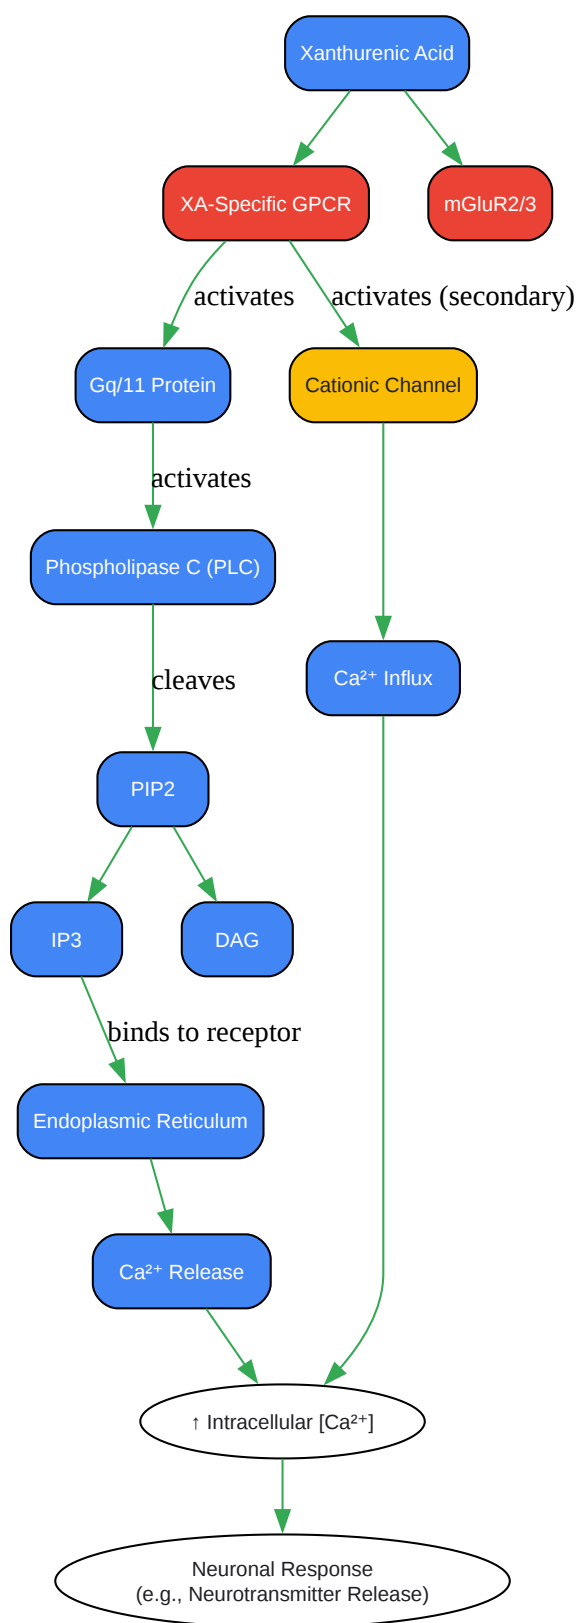 Xanthurenic Acid
XA-Specific GPCR
mGluR2/3
activates
activates (secondary)
Gq/11 Protein
Cationic Channel
activates
Phospholipase C (PLC)
Ca²⁺ Influx
cleaves
PIP2
IP3
DAG
binds to receptor
Endoplasmic Reticulum
Ca²⁺ Release
↑ Intracellular [Ca²⁺]
Neuronal Response
(e.g., Neurotransmitter Release)